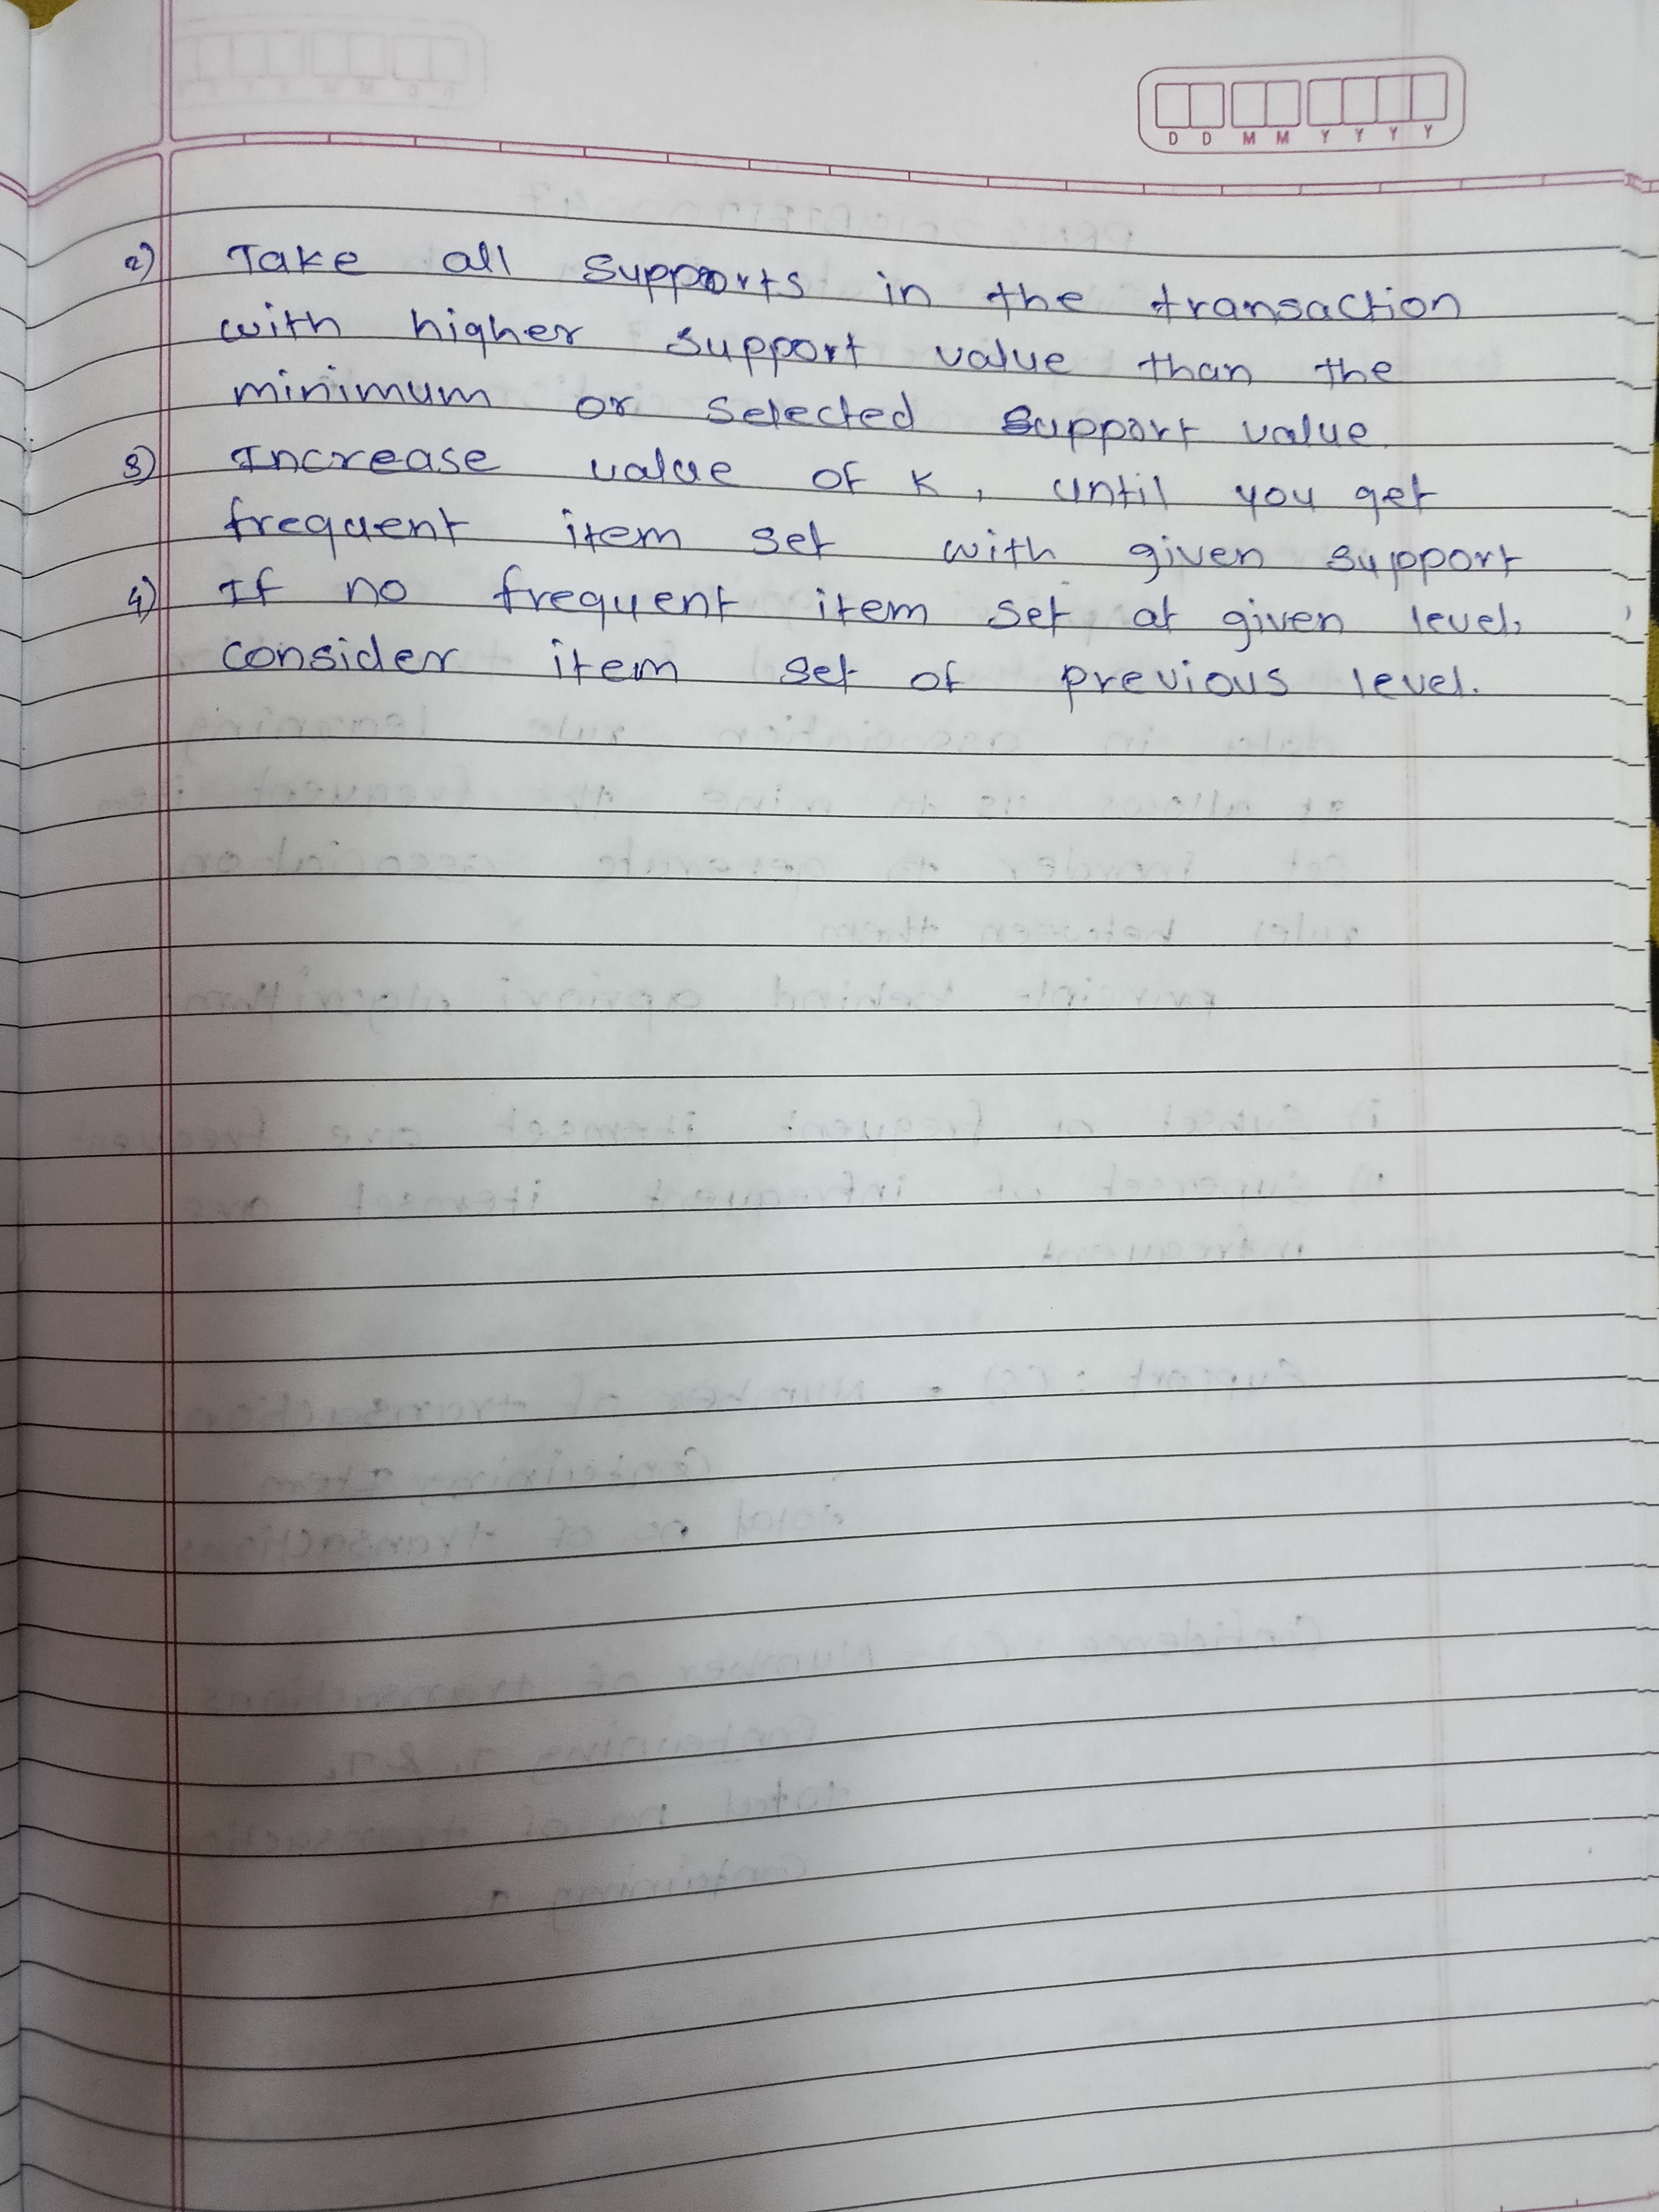 D D M M Y Y Y Y
2) Take all supports in the transaction
with higher support value than the
minimum or selected support value.
3) Increase value of K, until you get
frequent item set with given support
4) If no frequent item set at given level,
consider item set of previous level.